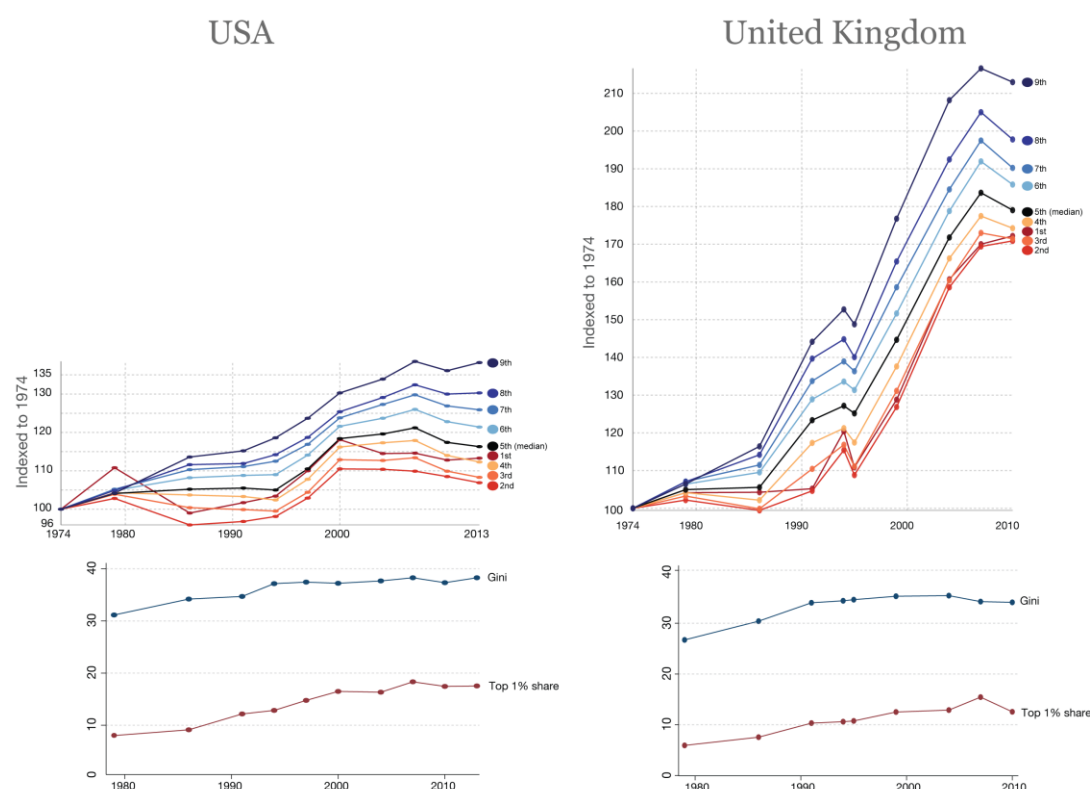 USA
Indexed to 1974
135
130
120
110
100
96
1974
1980
1990
2000
2013
9th
8th
7th
6th
5th (median)
1st
4th
3rd
2nd
40
30
20
10
0
1980
1990
2000
2010
Gini
Top 1% share
United Kingdom
Indexed to 1974
210
200
190
180
170
160
150
140
130
120
110
100
1974
1980
1990
2000
2010
9th
8th
7th
6th
5th (median)
4th
1st
3rd
2nd
40
30
20
10
0
1980
1990
2000
2010
Gini
Top 1% share